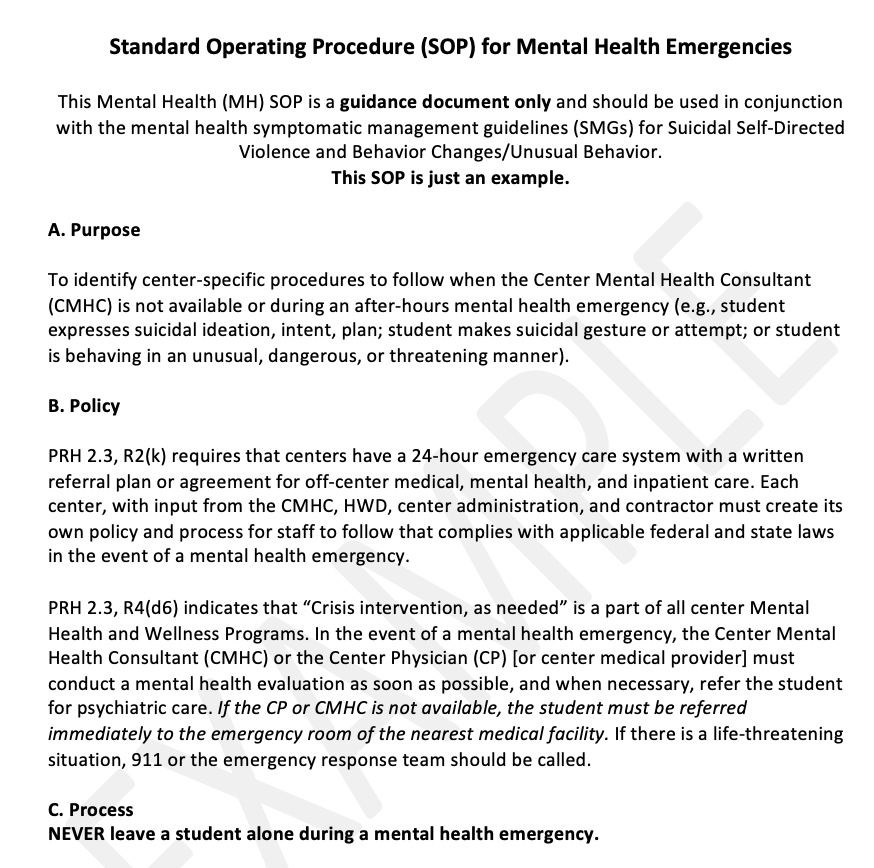 Standard Operating Procedure (SOP) for Mental Health Emergencies
This Mental Health (MH) SOP is a guidance document only and should be used in conjunction
with the mental health symptomatic management guidelines (SMGs) for Suicidal Self-Directed
Violence and Behavior Changes/Unusual Behavior.
This SOP is just an example.
A. Purpose
To identify center-specific procedures to follow when the Center Mental Health Consultant
(CMHC) is not available or during an after-hours mental health emergency (e.g., student
expresses suicidal ideation, intent, plan; student makes suicidal gesture or attempt; or student
is behaving in an unusual, dangerous, or threatening manner).
B. Policy
PRH 2.3, R2(k) requires that centers have a 24-hour emergency care system with a written
referral plan or agreement for off-center medical, mental health, and inpatient care. Each
center, with input from the CMHC, HWD, center administration, and contractor must create its
own policy and process for staff to follow that complies with applicable federal and state laws
in the event of a mental health emergency.
PRH 2.3, R4(d6) indicates that “Crisis intervention, as needed” is a part of all center Mental
Health and Wellness Programs. In the event of a mental health emergency, the Center Mental
Health Consultant (CMHC) or the Center Physician (CP) [or center medical provider] must
conduct a mental health evaluation as soon as possible, and when necessary, refer the student
for psychiatric care. If the CP or CMHC is not available, the student must be referred
immediately to the emergency room of the nearest medical facility. If there is a life-threatening
situation, 911 or the emergency response team should be called.
C. Process
NEVER leave a student alone during a mental health emergency.
EXAMPLE